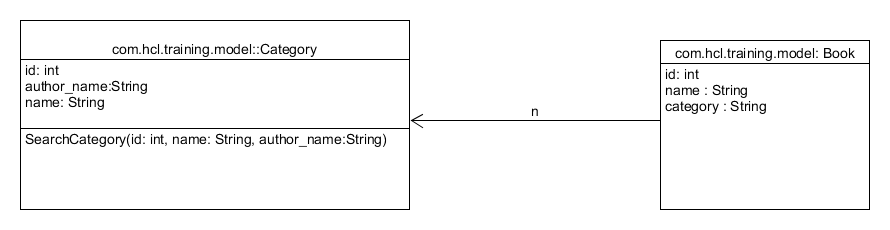 com.hcl.training.model::Category
id: int
author_name:String
name: String
SearchCategory(id: int, name: String, author_name:String)
n
com.hcl.training.model: Book
id: int
name : String
category : String